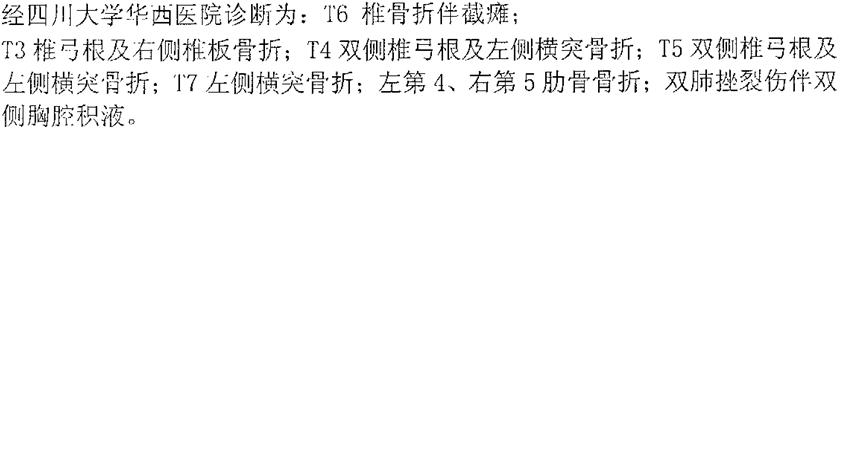 经四川大学华西医院诊断为：T6 椎骨折伴截瘫；
T3 椎弓根及右侧椎板骨折；T4 双侧椎弓根及左侧横突骨折；T5 双侧椎弓根及
左侧横突骨折；T7 左侧横突骨折；左第 4、右第 5 肋骨骨折；双肺挫裂伤伴双
侧胸腔积液。